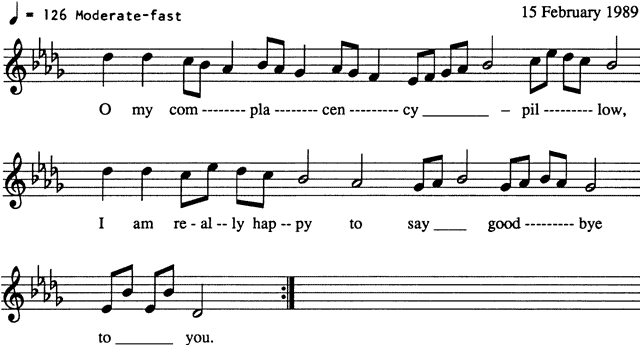 ♩ = 126 Moderate-fast
15 February 1989
O my com -------- pla -------- cen --------- cy _________ – pil --------- low,
I am re - al -- ly hap -- py to say ____ good --------- bye
to _______ you.